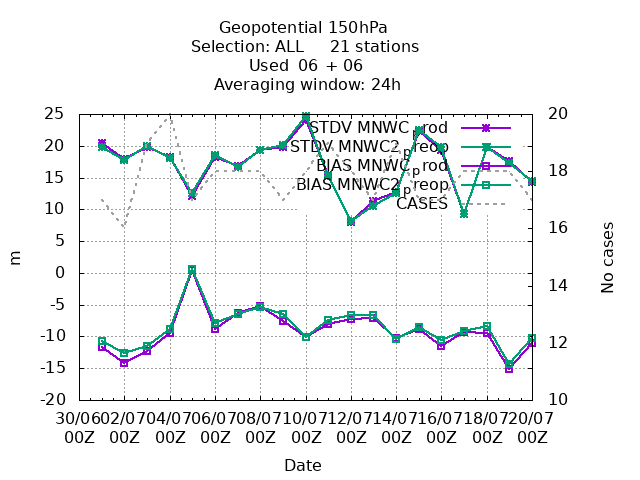 Geopotential 150hPa
Selection: ALL 21 stations
Used 06 + 06
Averaging window: 24h
STDV MNWC_prod
STDV MNWC2_preop
BIAS MNWC_prod
BIAS MNWC2_preop
CASES
25
20
15
10
5
0
-5
-10
-15
-20
m
20
18
16
14
12
10
No cases
30/06 02/07 04/07 06/07 08/07 10/07 12/07 14/07 16/07 18/07 20/07
00Z 00Z 00Z 00Z 00Z 00Z 00Z 00Z 00Z 00Z 00Z
Date